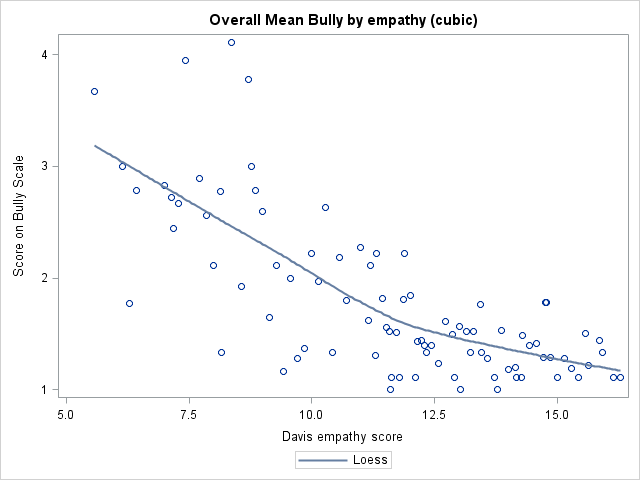 Overall Mean Bully by empathy (cubic)
4
3
2
1
Score on Bully Scale
5.0 7.5 10.0 12.5 15.0
Davis empathy score
Loess